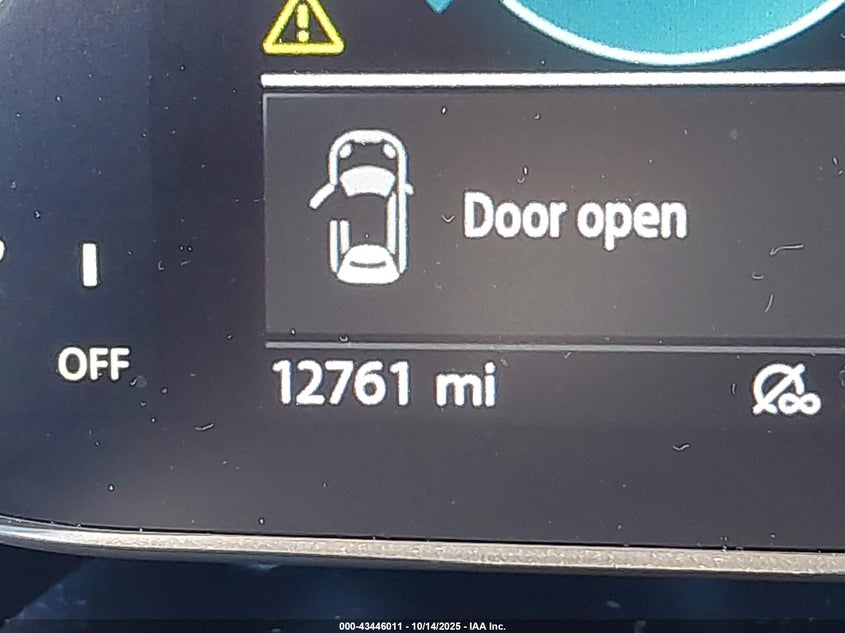 Door open
OFF
12761 mi
000-43446011 - 10/14/2025 - IAA Inc.